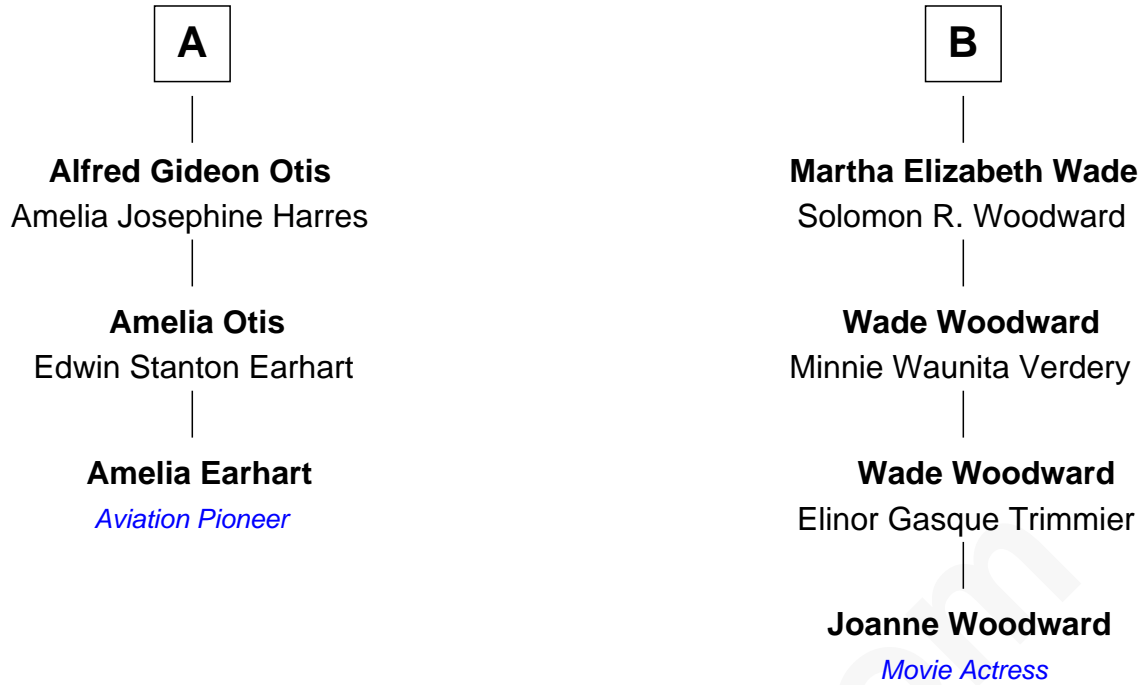 A
Alfred Gideon Otis
Amelia Josephine Harres
Amelia Otis
Edwin Stanton Earhart
Amelia Earhart
Aviation Pioneer
B
Martha Elizabeth Wade
Solomon R. Woodward
Wade Woodward
Minnie Waunita Verdery
Wade Woodward
Elinor Gasque Trimmier
Joanne Woodward
Movie Actress